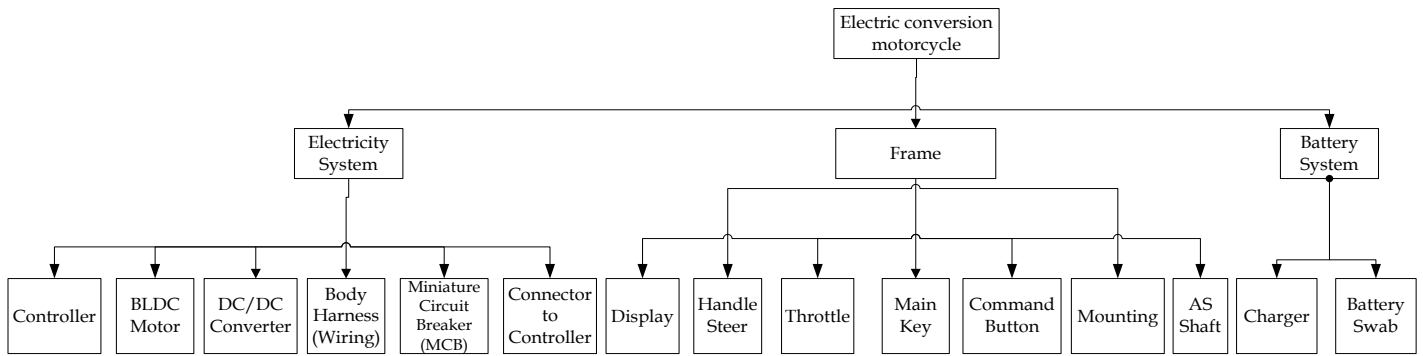 Electric conversion
motorcycle
Electricity
System
Frame
Battery
System
Controller
BLDC
Motor
DC/DC
Converter
Body
Harness
(Wiring)
Miniature
Circuit
Breaker
(MCB)
Connector
to
Controller
Display
Handle
Steer
Throttle
Main
Key
Command
Button
Mounting
AS
Shaft
Charger
Battery
Swab